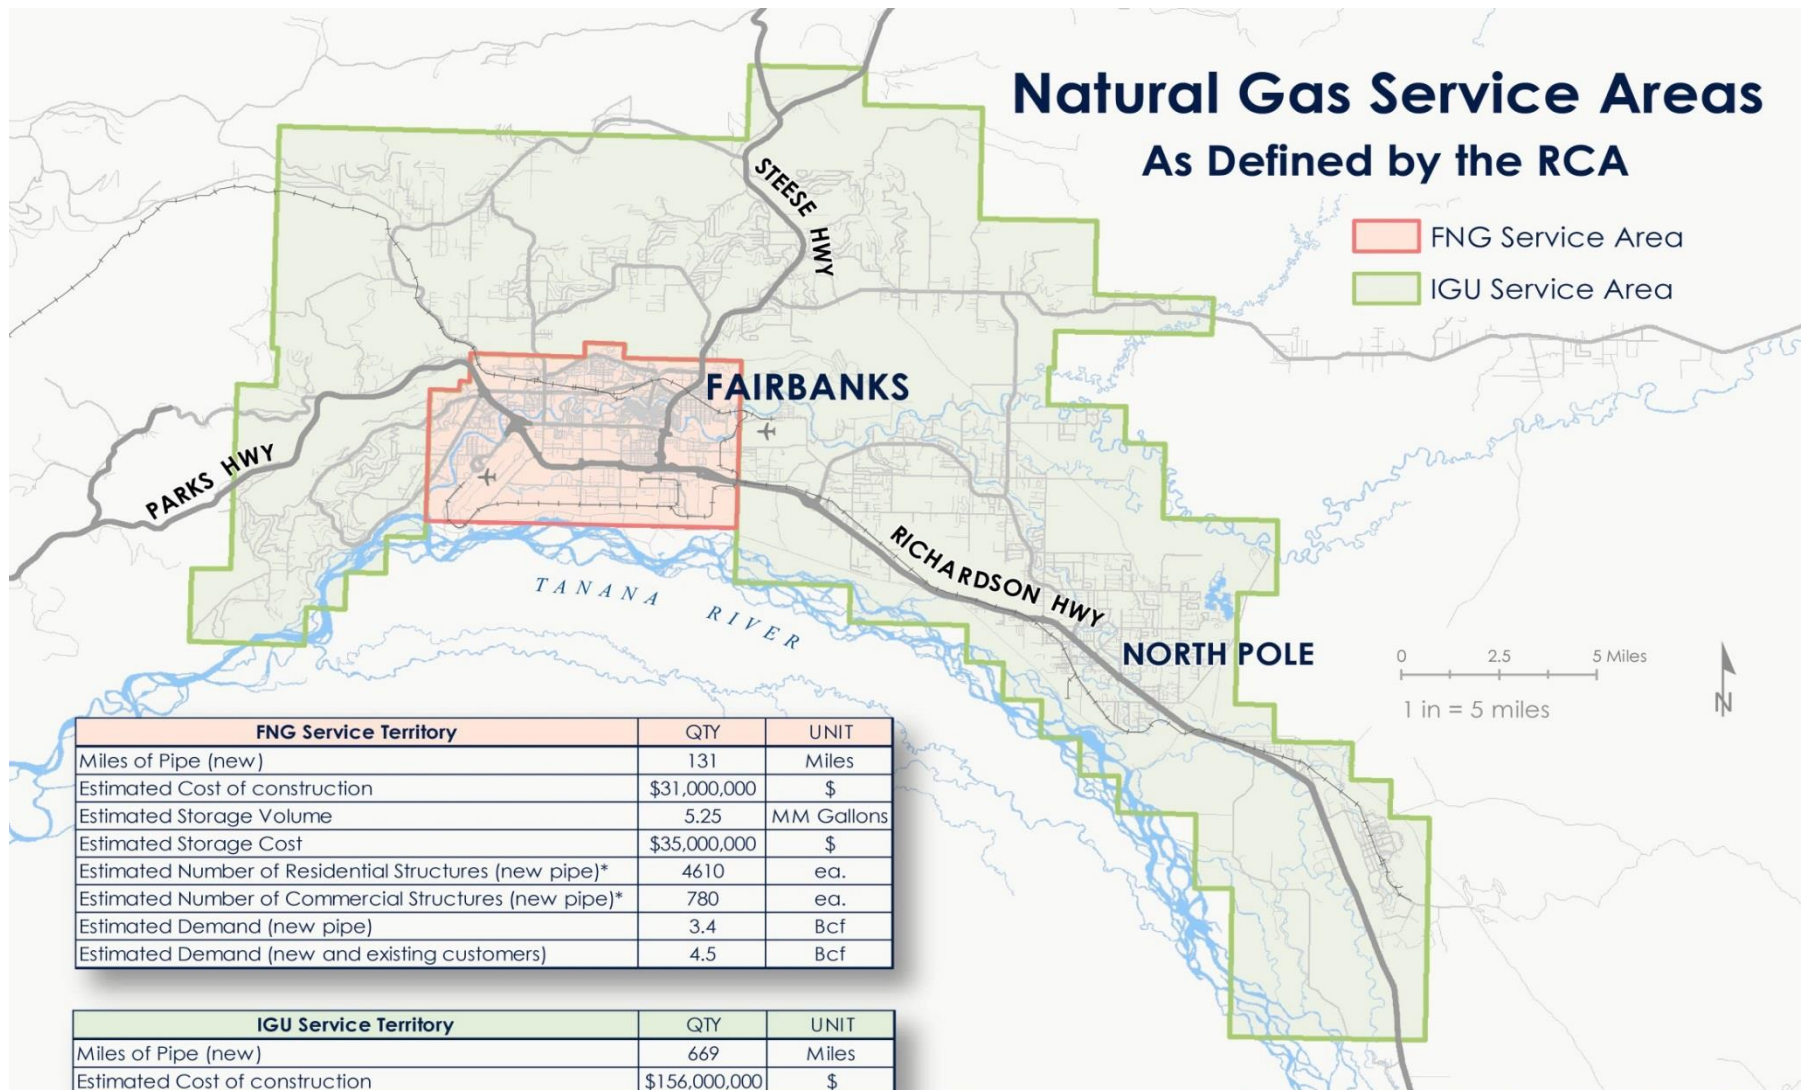 Natural Gas Service Areas
As Defined by the RCA
FNG Service Area
IGU Service Area
STEESE HWY
FAIRBANKS
PARKS HWY
RICHARDSON HWY
TANANA RIVER
NORTH POLE
0 2.5 5 Miles
1 in = 5 miles
N
FNG Service Territory QTY UNIT
Miles of Pipe (new) 131 Miles
Estimated Cost of construction $31,000,000 $
Estimated Storage Volume 5.25 MM Gallons
Estimated Storage Cost $35,000,000 $
Estimated Number of Residential Structures (new pipe)* 4610 ea.
Estimated Number of Commercial Structures (new pipe)* 780 ea.
Estimated Demand (new pipe) 3.4 Bcf
Estimated Demand (new and existing customers) 4.5 Bcf
IGU Service Territory QTY UNIT
Miles of Pipe (new) 669 Miles
Estimated Cost of construction $156,000,000 $